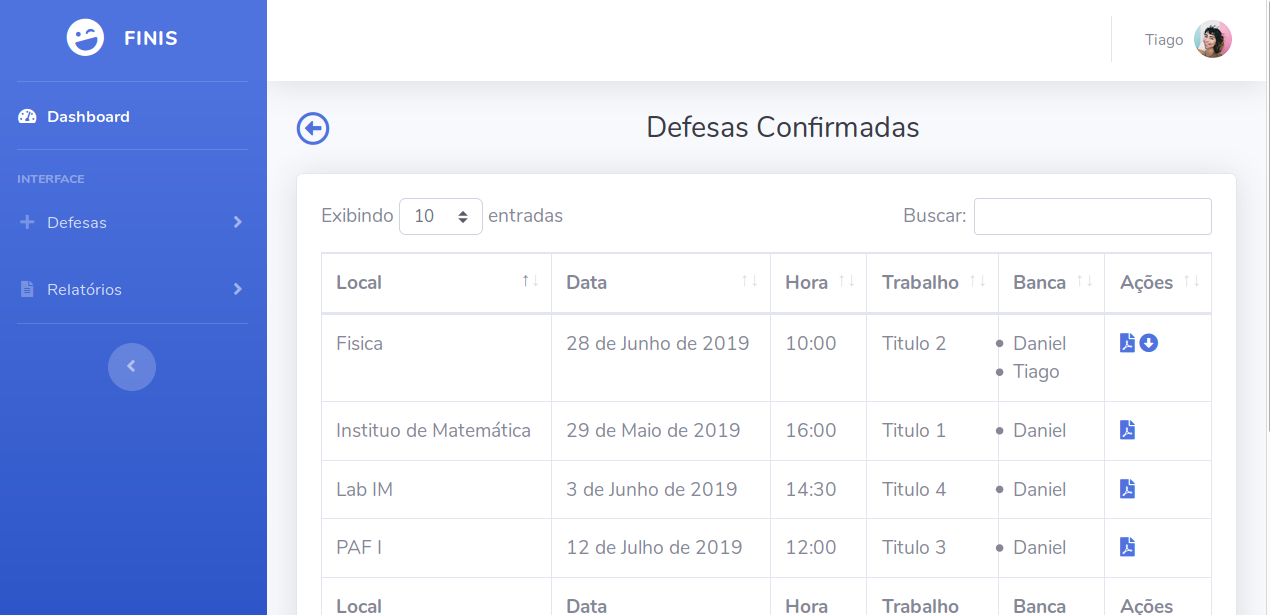 FINIS
Tiago
Dashboard
INTERFACE
Defesas
Relatórios
Defesas Confirmadas
Exibindo 10 entradas Buscar:
Local Data Hora Trabalho Banca Ações
Fisica 28 de Junho de 2019 10:00 Titulo 2 Daniel
Tiago
Instituo de Matemática 29 de Maio de 2019 16:00 Titulo 1 Daniel
Lab IM 3 de Junho de 2019 14:30 Titulo 4 Daniel
PAF I 12 de Julho de 2019 12:00 Titulo 3 Daniel
Local Data Hora Trabalho Banca Ações